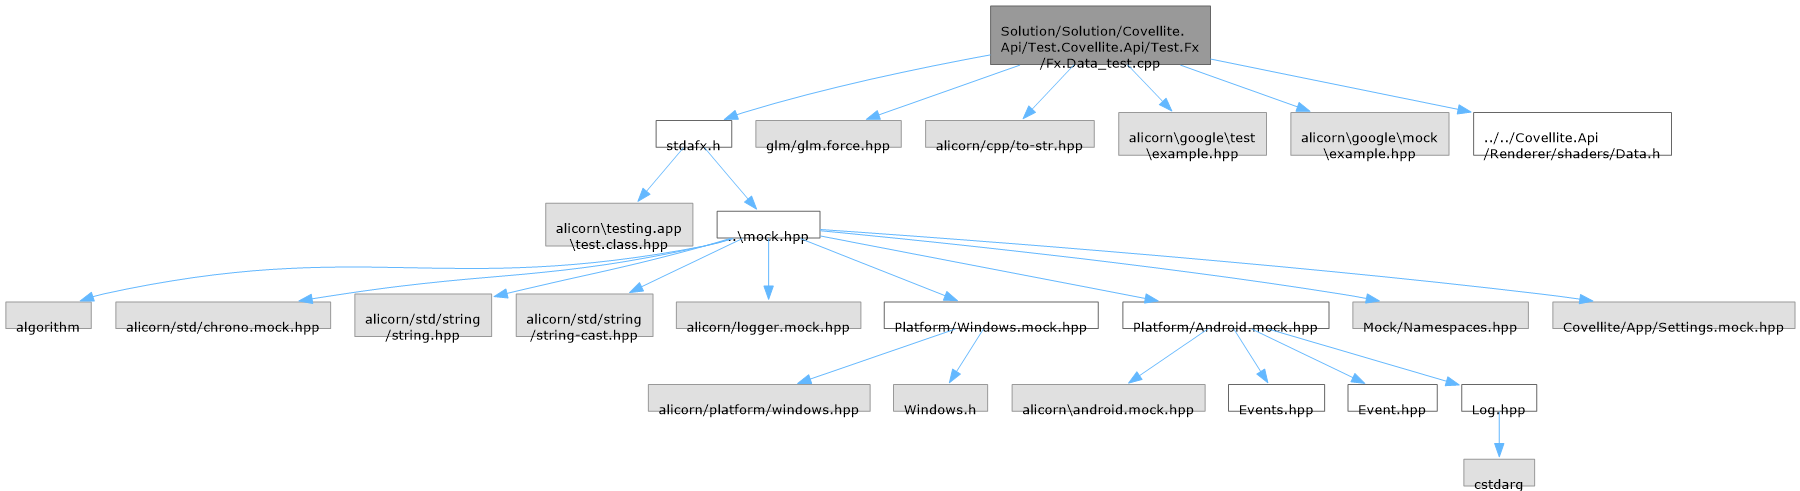 Solution/Solution/Covellite.
Api/Test.Covellite.Api/Test.Fx
/Fx.Data_test.cpp
stdafx.h
glm/glm.force.hpp
alicorn/cpp/to-str.hpp
alicorn\google\test
\example.hpp
alicorn\google\mock
\example.hpp
../../Covellite.Api
/Renderer/shaders/Data.h
alicorn\testing.app
\test.class.hpp
..\mock.hpp
algorithm
alicorn/std/chrono.mock.hpp
alicorn/std/string
/string.hpp
alicorn/std/string
/string-cast.hpp
alicorn/logger.mock.hpp
Platform/Windows.mock.hpp
Platform/Android.mock.hpp
Mock/Namespaces.hpp
Covellite/App/Settings.mock.hpp
alicorn/platform/windows.hpp
Windows.h
alicorn\android.mock.hpp
Events.hpp
Event.hpp
Log.hpp
cstdarg